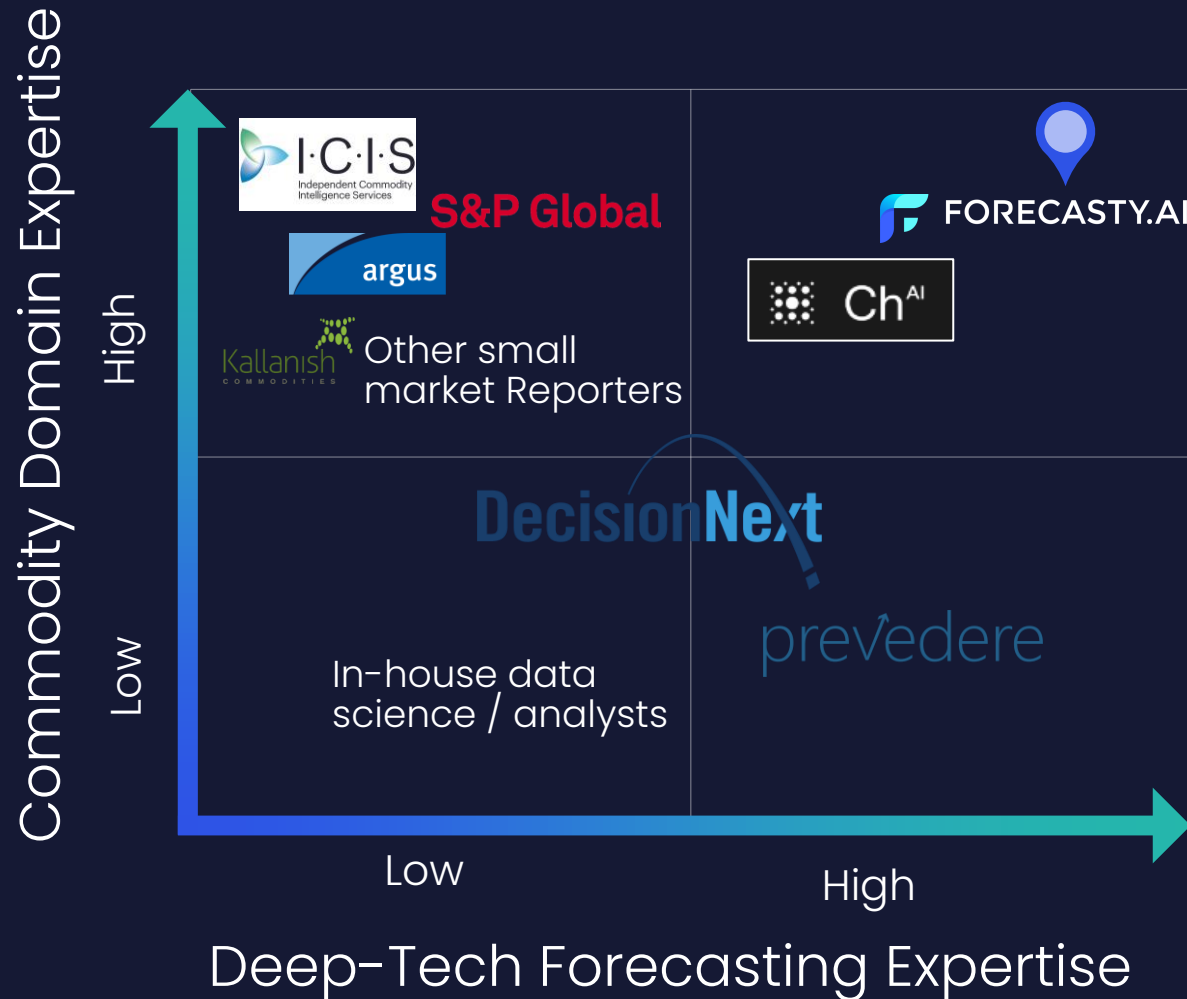 Commodity Domain Expertise
High
Low
I·C·I·S
Independent Commodity
Intelligence Services
S&P Global
argus
Kallanish
COMMODITIES
Other small
market Reporters
FORECASTY.AI
Ch AI
DecisionNext
prevedere
In-house data
science / analysts
Low
High
Deep-Tech Forecasting Expertise